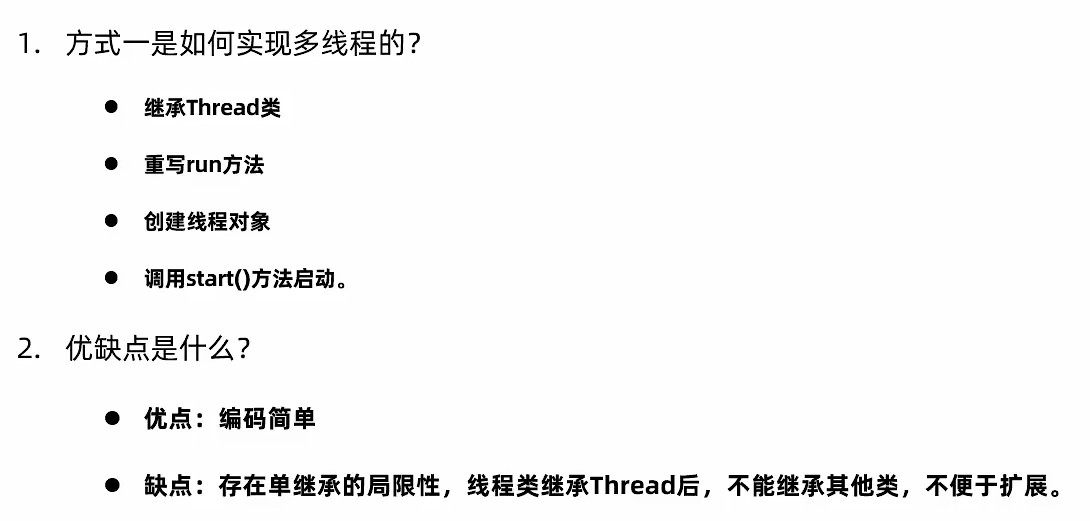 1. 方式一是如何实现多线程的？
● 继承Thread类
● 重写run方法
● 创建线程对象
● 调用start()方法启动。
2. 优缺点是什么？
● 优点：编码简单
● 缺点：存在单继承的局限性，线程类继承Thread后，不能继承其他类，不便于扩展。